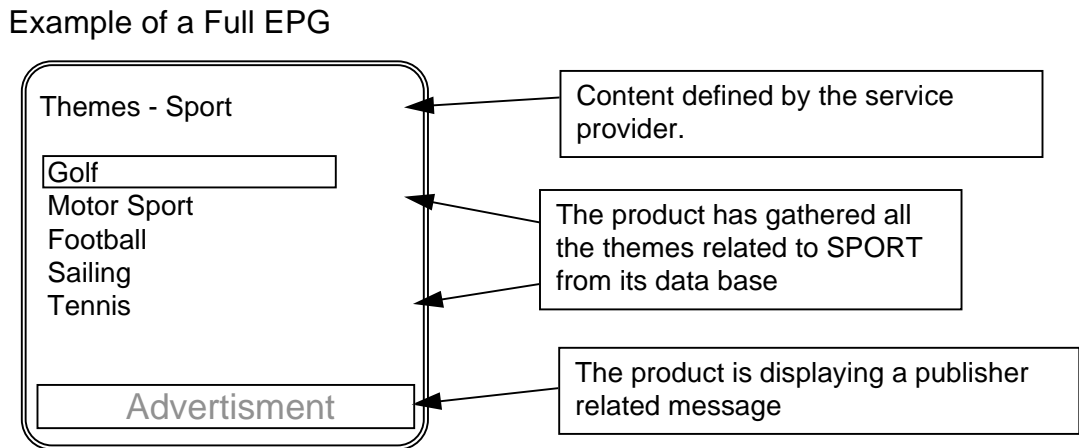 Example of a Full EPG
Themes - Sport
Golf
Motor Sport
Football
Sailing
Tennis
Advertisment
Content defined by the service
provider.
The product has gathered all
the themes related to SPORT
from its data base
The product is displaying a publisher
related message